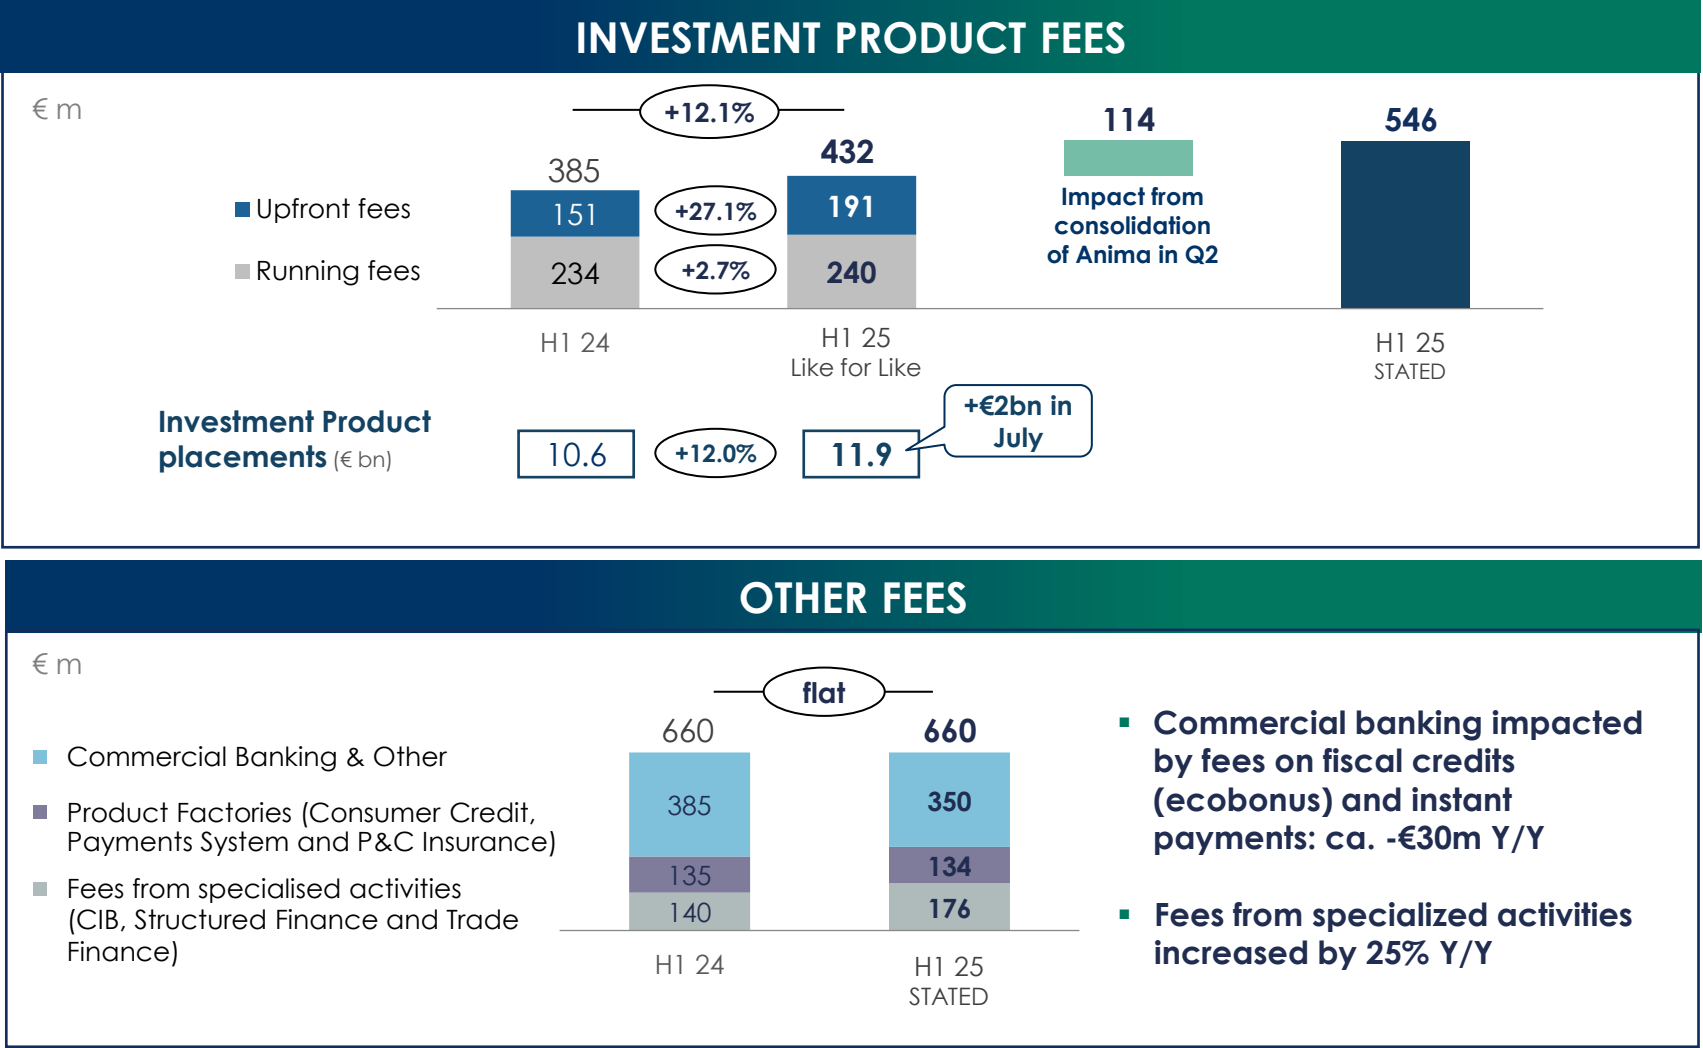 INVESTMENT PRODUCT FEES
€ m
+12.1%
385
432
114
546
Upfront fees
151
+27.1%
191
Running fees
234
+2.7%
240
Impact from
consolidation
of Anima in Q2
H1 24
H1 25
Like for Like
H1 25
STATED
Investment Product
placements (€ bn)
10.6
+12.0%
11.9
+€2bn in
July
OTHER FEES
€ m
flat
660
660
Commercial Banking & Other
385
350
Product Factories (Consumer Credit,
Payments System and P&C Insurance)
135
134
Fees from specialised activities
(CIB, Structured Finance and Trade
Finance)
140
176
H1 24
H1 25
STATED
▪ Commercial banking impacted
by fees on fiscal credits
(ecobonus) and instant
payments: ca. -€30m Y/Y
▪ Fees from specialized activities
increased by 25% Y/Y